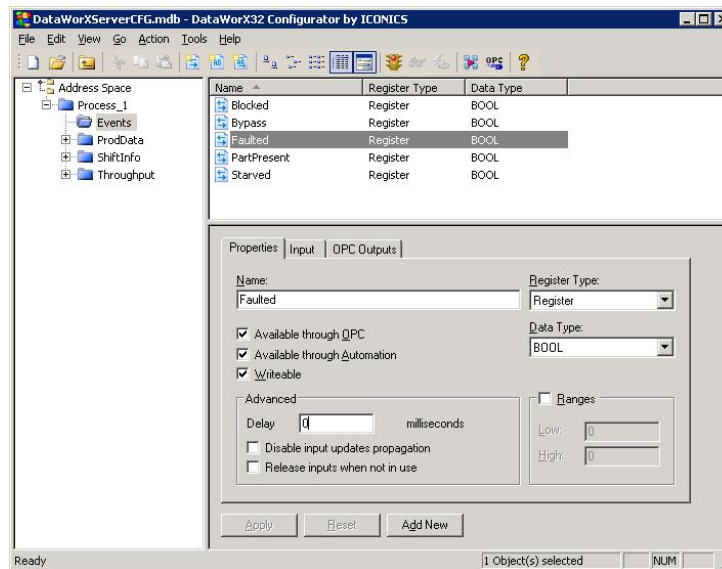 DataWorXServerCFG.mdb - DataWorX32 Configurator by ICONICS
File Edit View Go Action Tools Help
OPC
Address Space
Process_1
Events
ProdData
ShiftInfo
Throughput
Name Register Type Data Type
Blocked Register BOOL
Bypass Register BOOL
Faulted Register BOOL
PartPresent Register BOOL
Starved Register BOOL
Properties Input OPC Outputs
Name: Register Type:
Faulted Register
Available through OPC Data Type:
Available through Automation BOOL
Writeable
Advanced Ranges
Delay 0 milliseconds Low: 0
Disable input updates propagation High: 0
Release inputs when not in use
Apply Reset Add New
Ready 1 Object(s) selected NUM